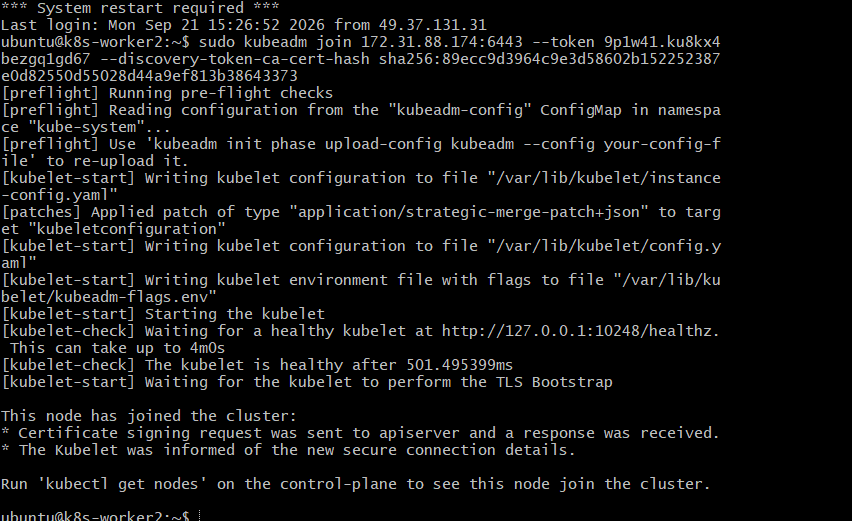 *** System restart required ***
Last login: Mon Sep 21 15:26:52 2026 from 49.37.131.31
ubuntu@k8s-worker2:~$ sudo kubeadm join 172.31.88.174:6443 --token 9p1w41.ku8kx4
bezgq1gd67 --discovery-token-ca-cert-hash sha256:89ecc9d3964c9e3d58602b152252387
e0d82550d55028d44a9ef813b38643373
[preflight] Running pre-flight checks
[preflight] Reading configuration from the "kubeadm-config" ConfigMap in namespa
ce "kube-system"...
[preflight] Use 'kubeadm init phase upload-config kubeadm --config your-config-f
ile' to re-upload it.
[kubelet-start] Writing kubelet configuration to file "/var/lib/kubelet/instance
-config.yaml"
[patches] Applied patch of type "application/strategic-merge-patch+json" to targ
et "kubeletconfiguration"
[kubelet-start] Writing kubelet configuration to file "/var/lib/kubelet/config.y
aml"
[kubelet-start] Writing kubelet environment file with flags to file "/var/lib/ku
belet/kubeadm-flags.env"
[kubelet-start] Starting the kubelet
[kubelet-check] Waiting for a healthy kubelet at http://127.0.0.1:10248/healthz.
 This can take up to 4m0s
[kubelet-check] The kubelet is healthy after 501.495399ms
[kubelet-start] Waiting for the kubelet to perform the TLS Bootstrap

This node has joined the cluster:
* Certificate signing request was sent to apiserver and a response was received.
* The Kubelet was informed of the new secure connection details.

Run 'kubectl get nodes' on the control-plane to see this node join the cluster.

ubuntu@k8s-worker2:~$